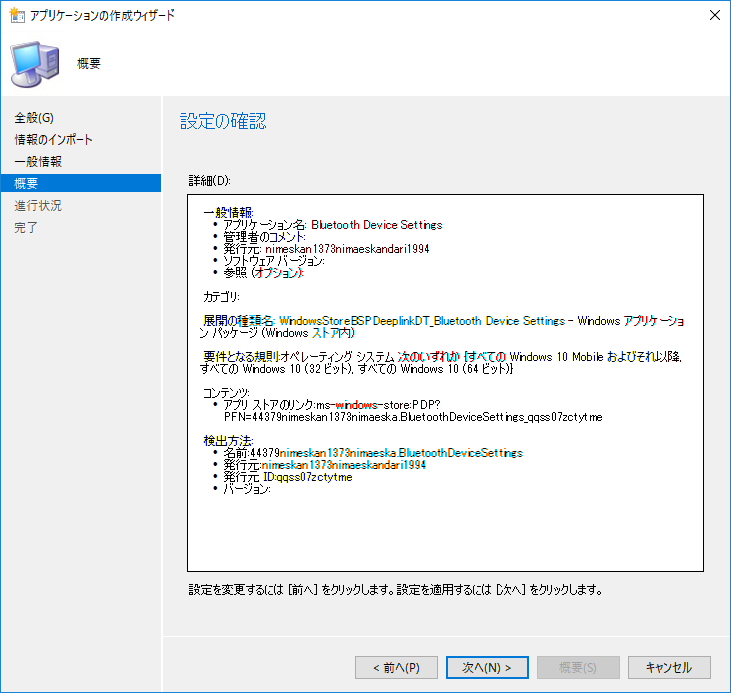 アプリケーションの作成ウィザード
概要
全般(G)
情報のインポート
一般情報
概要
進行状況
完了
設定の確認
詳細(D):
一般情報:
• アプリケーション名: Bluetooth Device Settings
• 管理者のコメント:
• 発行元: nimeskan1373nimaeskandari1994
• ソフトウェア バージョン:
• 参照 (オプション):
カテゴリ:
展開の種類名: WindowsStoreBSPDeeplinkDT_Bluetooth Device Settings - Windows アプリケーショ
ン パッケージ (Windows ストア内)
要件となる規則:オペレーティング システム 次のいずれか {すべての Windows 10 Mobile およびそれ以降,
すべての Windows 10 (32 ビット), すべての Windows 10 (64 ビット)}
コンテンツ:
• アプリ ストアのリンク:ms-windows-store:PDP?
PFN=44379nimeskan1373nimaeska.BluetoothDeviceSettings_qqss07zctytme
検出方法:
• 名前:44379nimeskan1373nimaeska.BluetoothDeviceSettings
• 発行元:nimeskan1373nimaeskandari1994
• 発行元 ID:qqss07zctytme
• バージョン:
設定を変更するには [前へ] をクリックします。設定を適用するには [次へ] をクリックします。
< 前へ(P)
次へ(N) >
概要(S)
キャンセル